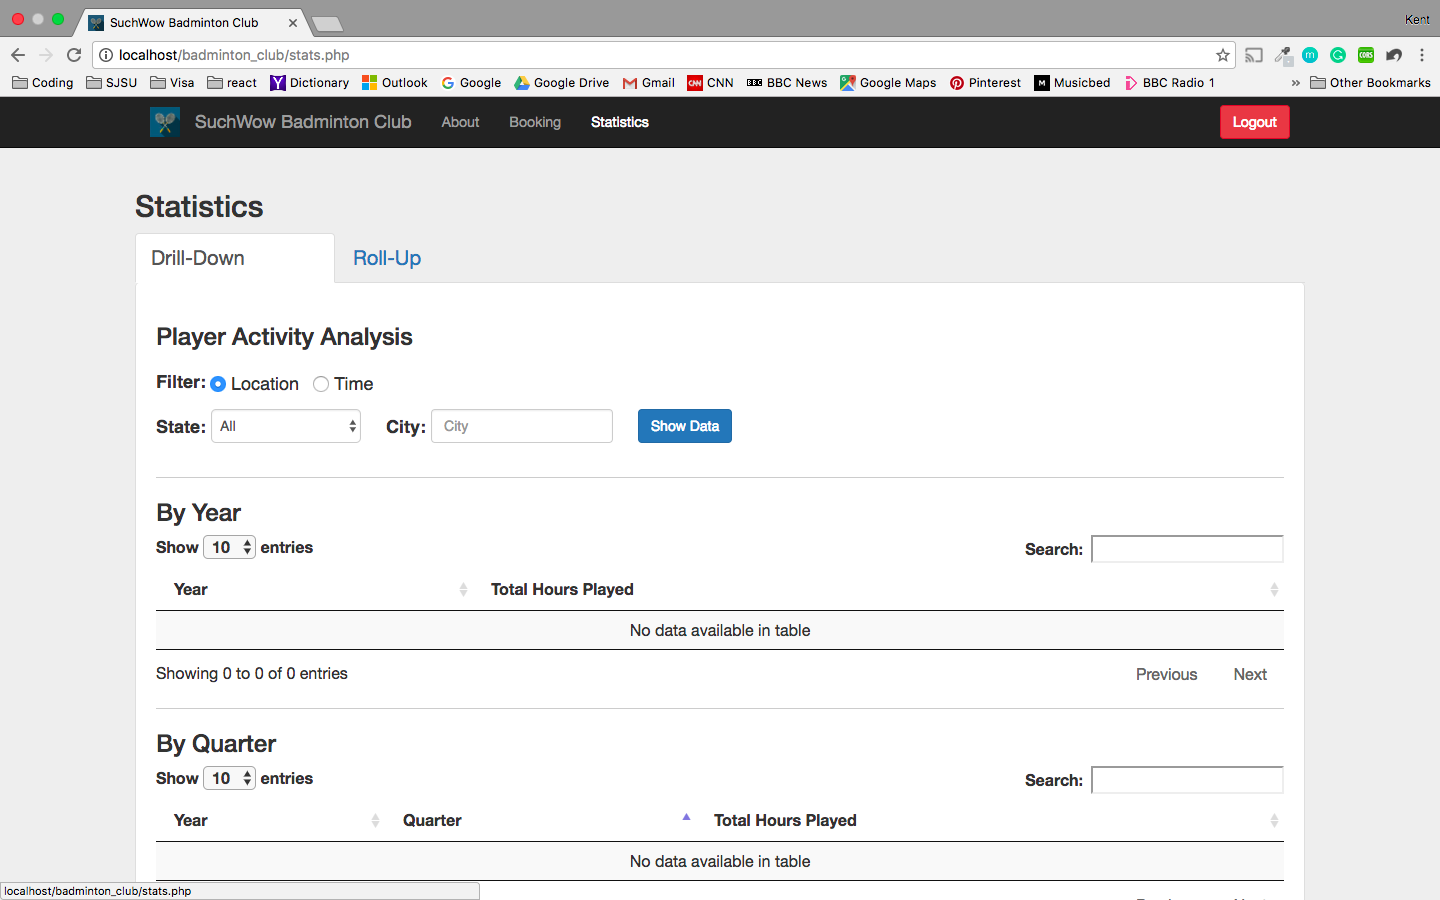 SuchWow Badminton Club
Kent
localhost/badminton_club/stats.php
Coding SJSU Visa react Dictionary Outlook Google Google Drive Gmail CNN BBC News Google Maps Pinterest Musicbed BBC Radio 1 » Other Bookmarks
SuchWow Badminton Club About Booking Statistics Logout
Statistics
Drill-Down Roll-Up
Player Activity Analysis
Filter: Location Time
State: All City: City Show Data
By Year
Show 10 entries Search:
Year Total Hours Played
No data available in table
Showing 0 to 0 of 0 entries Previous Next
By Quarter
Show 10 entries Search:
Year Quarter Total Hours Played
No data available in table
localhost/badminton_club/stats.php